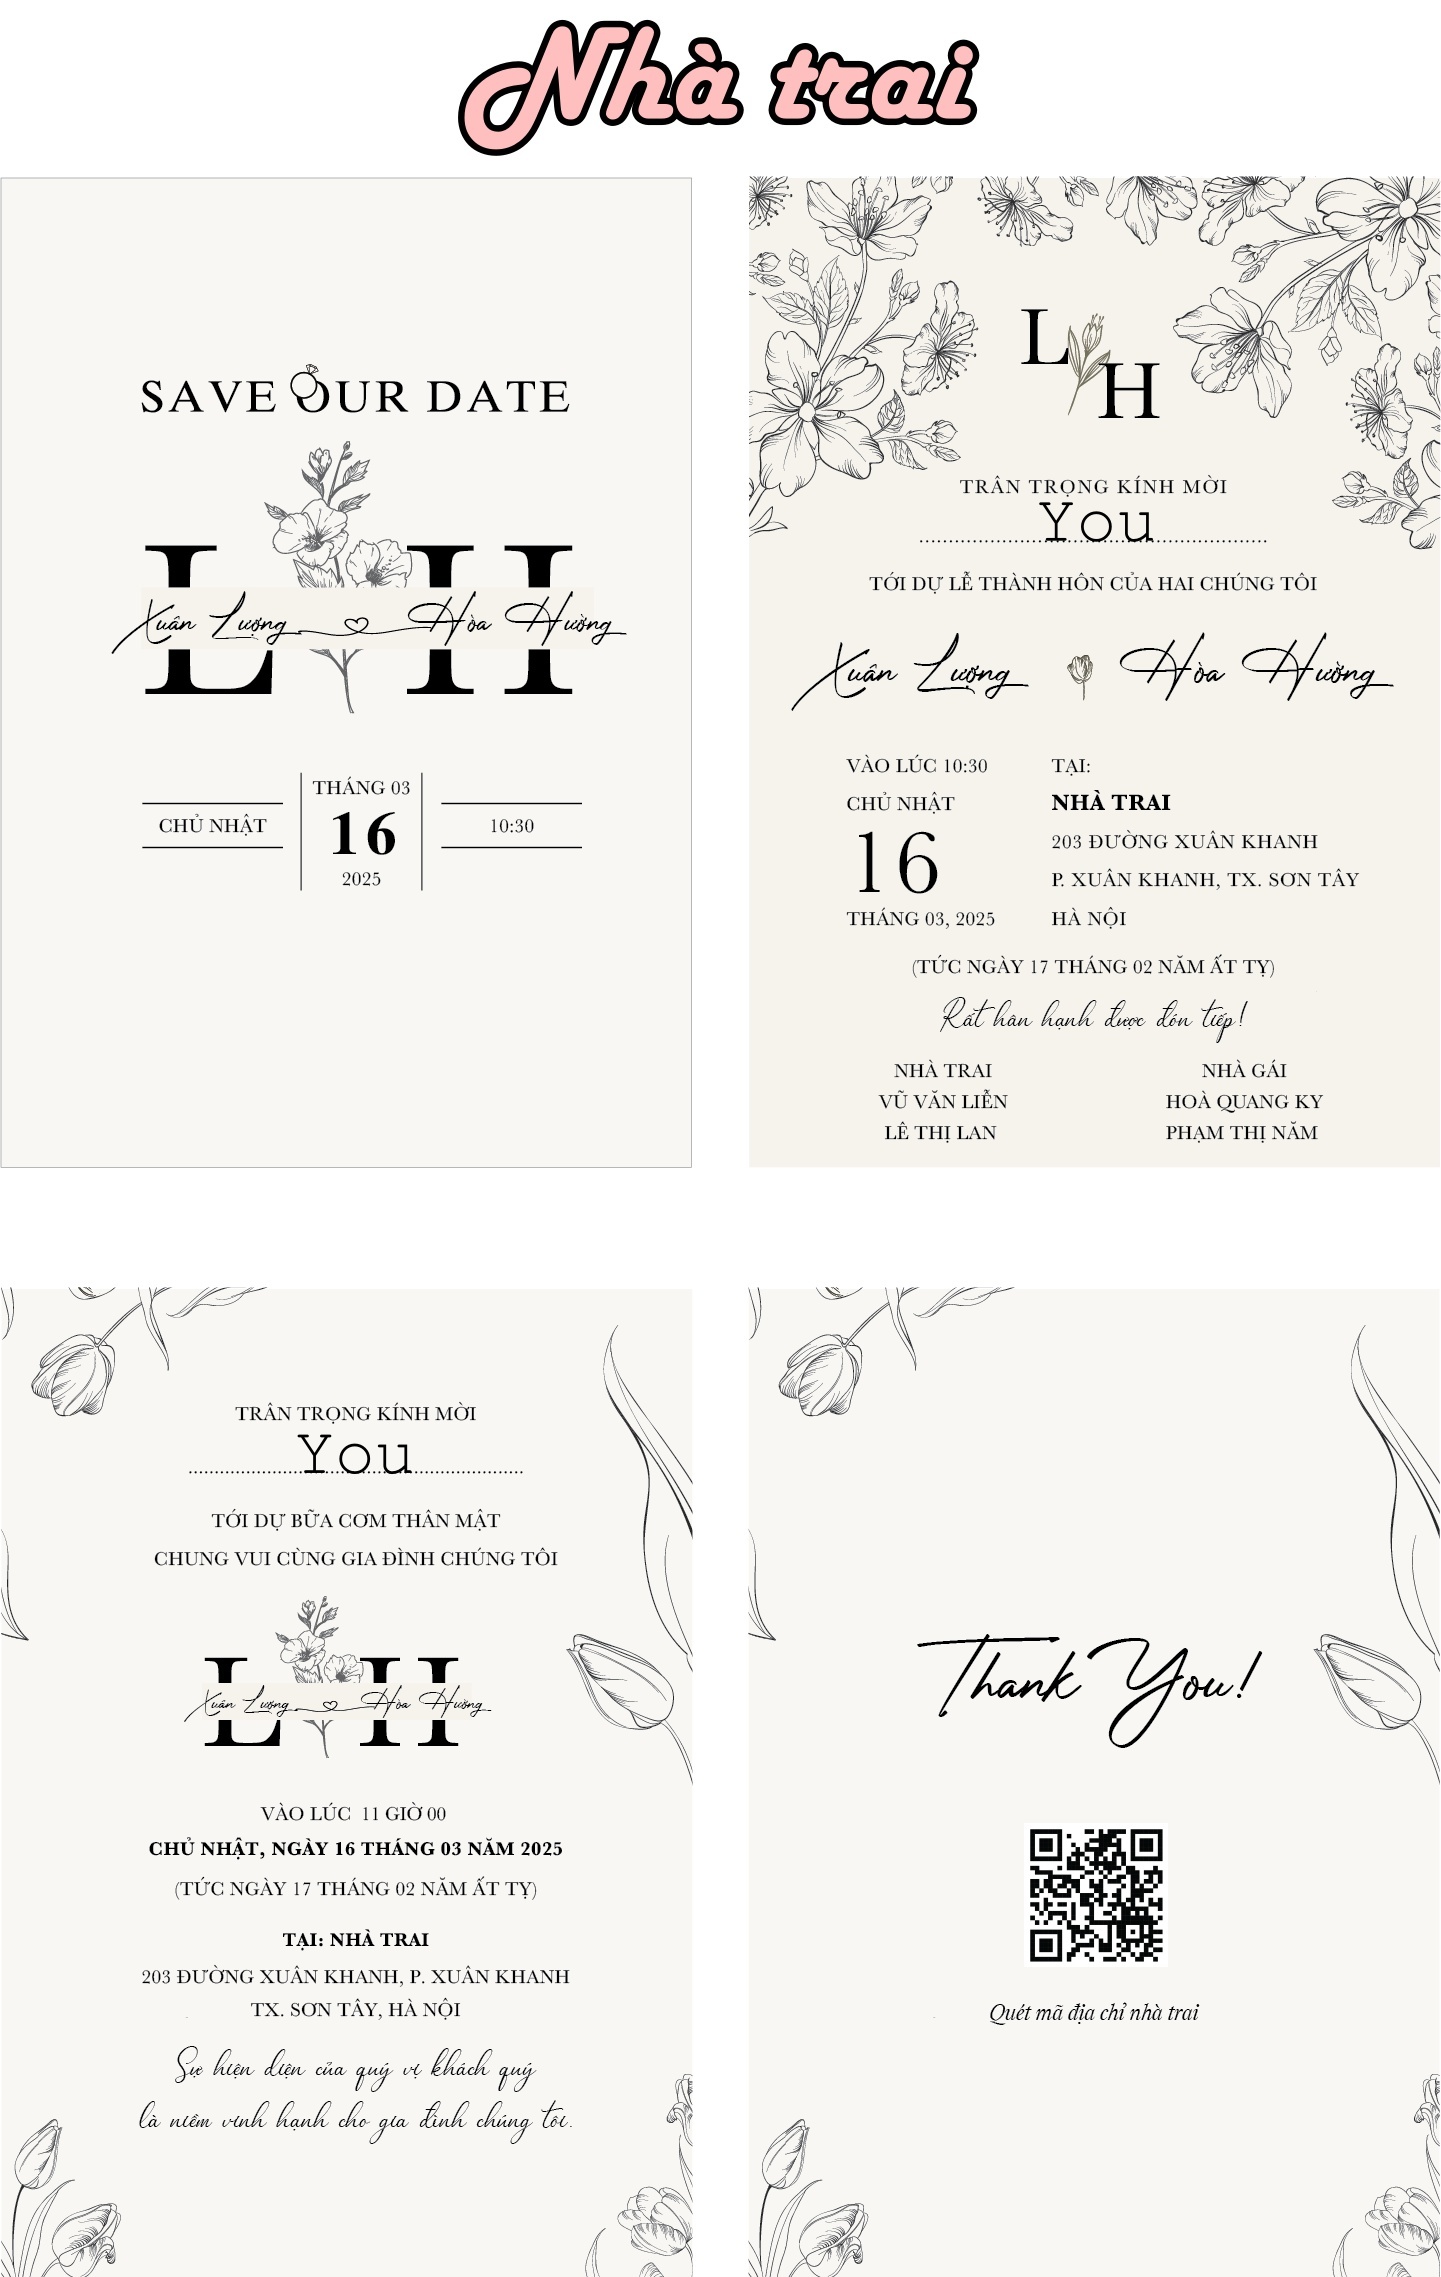 Nhà trai
SAVE OUR DATE
L H
Xuân Lượng Hòa Hường
THÁNG 03
CHỦ NHẬT 16 10:30
2025
L
H
TRÂN TRỌNG KÍNH MỜI
You
TỚI DỰ LỄ THÀNH HÔN CỦA HAI CHÚNG TÔI
Xuân Lượng Hòa Hường
VÀO LÚC 10:30
CHỦ NHẬT
16
THÁNG 03, 2025
TẠI:
NHÀ TRAI
203 ĐƯỜNG XUÂN KHANH
P. XUÂN KHANH, TX. SƠN TÂY
HÀ NỘI
(TỨC NGÀY 17 THÁNG 02 NĂM ẤT TỴ)
Rất hân hạnh được đón tiếp!
NHÀ TRAI
VŨ VĂN LIỄN
LÊ THỊ LAN
NHÀ GÁI
HOÀ QUANG KY
PHẠM THỊ NĂM
TRÂN TRỌNG KÍNH MỜI
You
TỚI DỰ BỮA CƠM THÂN MẬT
CHUNG VUI CÙNG GIA ĐÌNH CHÚNG TÔI
L H
Xuân Lượng Hòa Hường
VÀO LÚC 11 GIỜ 00
CHỦ NHẬT, NGÀY 16 THÁNG 03 NĂM 2025
(TỨC NGÀY 17 THÁNG 02 NĂM ẤT TỴ)
TẠI: NHÀ TRAI
203 ĐƯỜNG XUÂN KHANH, P. XUÂN KHANH
TX. SƠN TÂY, HÀ NỘI
Sự hiện diện của quý vị khách quý
là niềm vinh hạnh cho gia đình chúng tôi.
Thank You!
Quét mã địa chỉ nhà trai